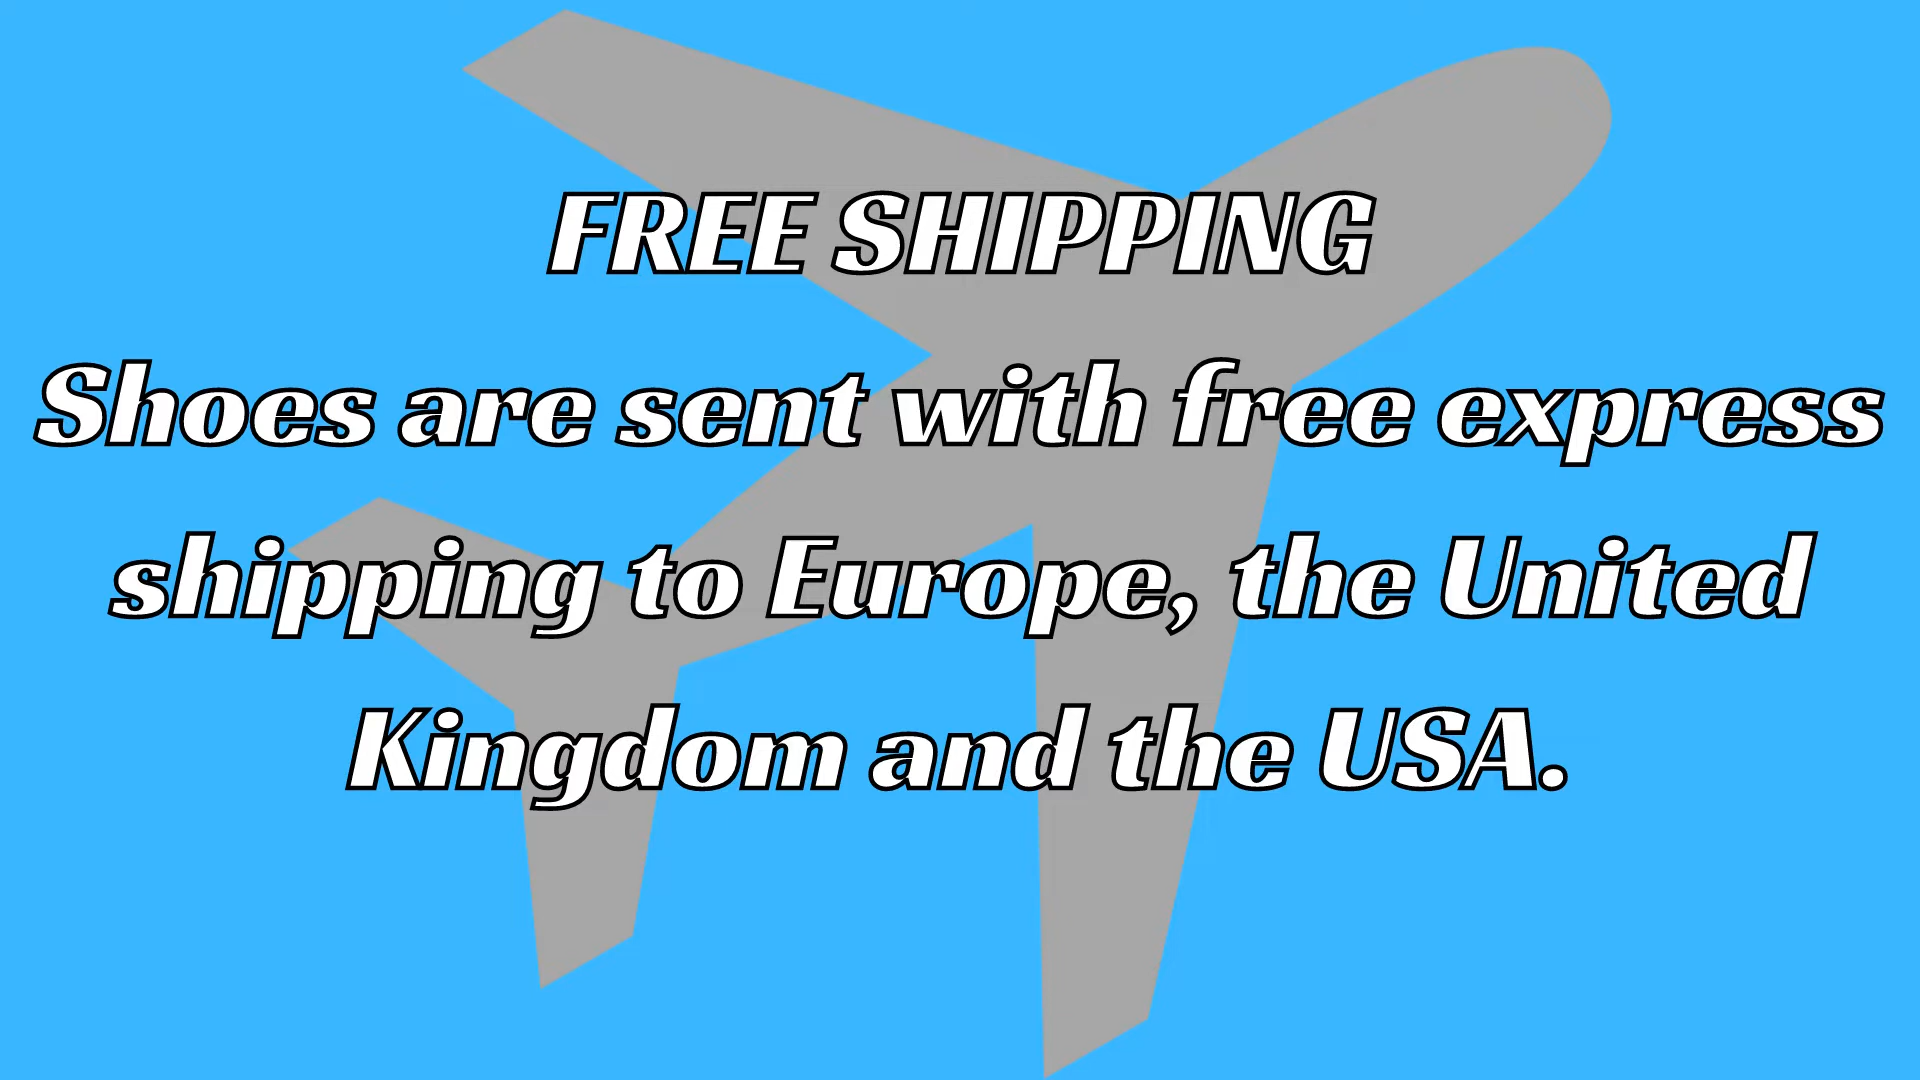 FREE SHIPPING
Shoes are sent with free express
shipping to Europe, the United
Kingdom and the USA.